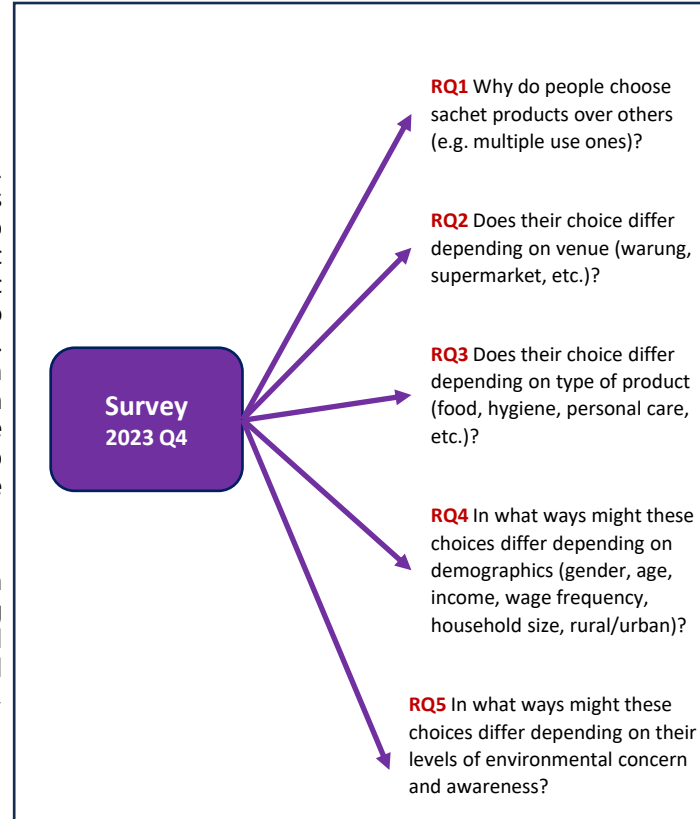 Survey
2023 Q4
RQ1 Why do people choose
sachet products over others
(e.g. multiple use ones)?
RQ2 Does their choice differ
depending on venue (warung,
supermarket, etc.)?
RQ3 Does their choice differ
depending on type of product
(food, hygiene, personal care,
etc.)?
RQ4 In what ways might these
choices differ depending on
demographics (gender, age,
income, wage frequency,
household size, rural/urban)?
RQ5 In what ways might these
choices differ depending on their
levels of environmental concern
and awareness?